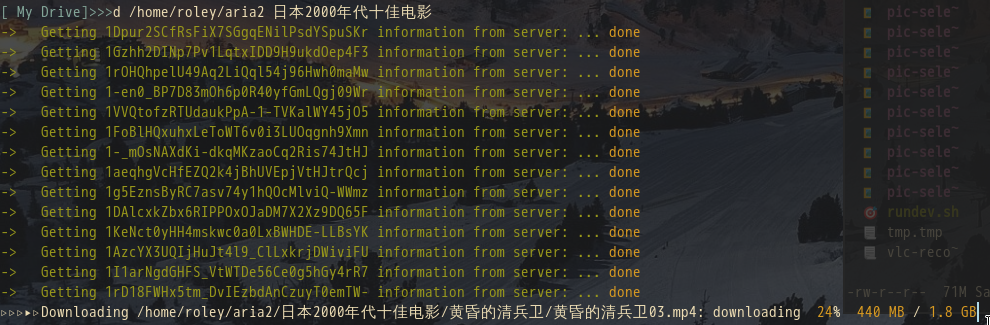 [ My Drive]>>>d /home/roley/aria2 日本2000年代十佳电影
-> Getting 1Dpur2SCfRsFiX7SGgqENilPsdYSpuSKr information from server: ... done
-> Getting 1Gzhh2DINp7Pv1LqtxIDD9H9ukdOep4F3 information from server: ... done
-> Getting 1rOHQhpelU49Aq2LiQql54j96Hwh0maMw information from server: ... done
-> Getting 1-en0_BP7D83mOh6p0R40yfGmLQgj09Wr information from server: ... done
-> Getting 1VVQtofzRTUdaukPpA-1-TVKalWY45jO5 information from server: ... done
-> Getting 1FoBlHQxuhxLeToWT6v0i3LUOqgnh9Xmn information from server: ... done
-> Getting 1-_mOsNAXdKi-dkqMKzaoCq2Ris74JtHJ information from server: ... done
-> Getting 1aeqhgVcHfEZQ2k4jBhUVEpjVtHJtrQcj information from server: ... done
-> Getting 1g5EznsByRC7asv74y1hQOcMlviQ-WWmz information from server: ... done
-> Getting 1DAlcxkZbx6RIPPOxOJaDM7X2Xz9DQ65F information from server: ... done
-> Getting 1KeNct0yHH4mskwc0a0LxBWHDE-LLBsYK information from server: ... done
-> Getting 1AzcYX3UQIjHuJt4l9_ClLxkrjDWiviFU information from server: ... done
-> Getting 1I1arNgdGHFS_VtWTDe56Ce0g5hGy4rR7 information from server: ... done
-> Getting 1rD18FWHx5tm_DvIEzbdAnCzuyT0emTW- information from server: ... done
▹▹▹▸▹Downloading /home/roley/aria2/日本2000年代十佳电影/黄昏的清兵卫/黄昏的清兵卫03.mp4: downloading 24% 440 MB / 1.8 GB
pic-sele~
pic-sele~
pic-sele~
pic-sele~
pic-sele~
pic-sele~
pic-sele~
pic-sele~
pic-sele~
pic-sele~
rundev.sh
tmp.tmp
vlc-reco~
-rw-r--r-- 71M Sa